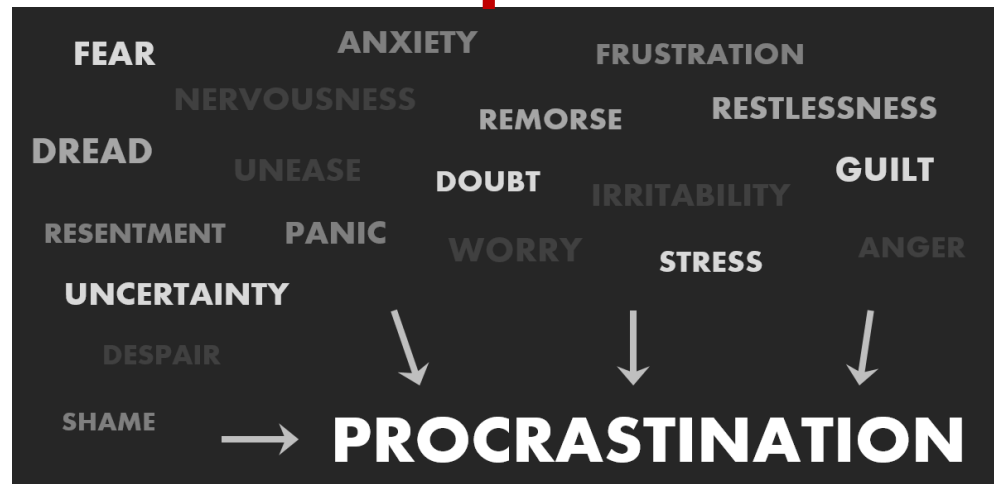 FEAR
ANXIETY
FRUSTRATION
NERVOUSNESS
REMORSE
RESTLESSNESS
DREAD
UNEASE
DOUBT
IRRITABILITY
GUILT
RESENTMENT
PANIC
WORRY
STRESS
ANGER
UNCERTAINTY
DESPAIR
SHAME
PROCRASTINATION